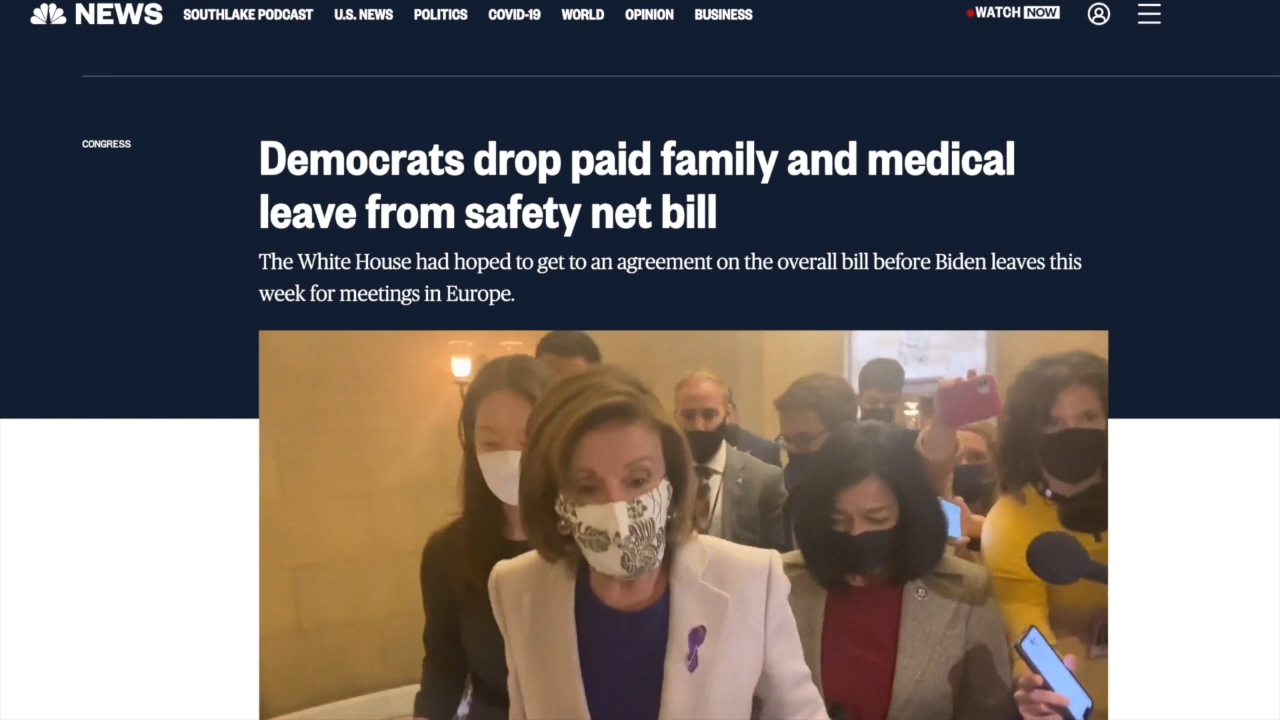 NEWS SOUTHLAKE PODCAST U.S. NEWS POLITICS COVID-19 WORLD OPINION BUSINESS WATCH NOW
CONGRESS
Democrats drop paid family and medical
leave from safety net bill
The White House had hoped to get to an agreement on the overall bill before Biden leaves this
week for meetings in Europe.